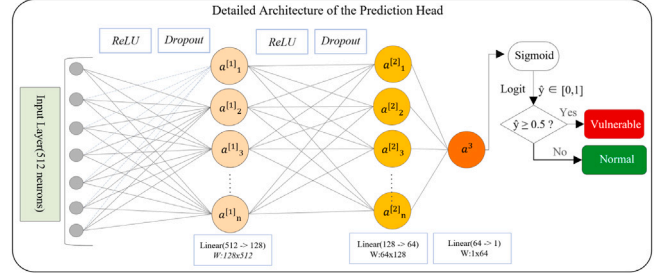 Detailed Architecture of the Prediction Head
ReLU Dropout ReLU Dropout
Input Layer(512 neurons)
a[1]1
a[1]2
a[1]3
a[1]n
a[2]1
a[2]2
a[2]3
a[2]n
a3
Sigmoid
Logit ŷ ∈ [0,1]
ŷ ≥ 0.5 ?
Yes
Vulnerable
No
Normal
Linear(512 -> 128)
W:128x512
Linear(128 -> 64)
W:64x128
Linear(64 -> 1)
W:1x64